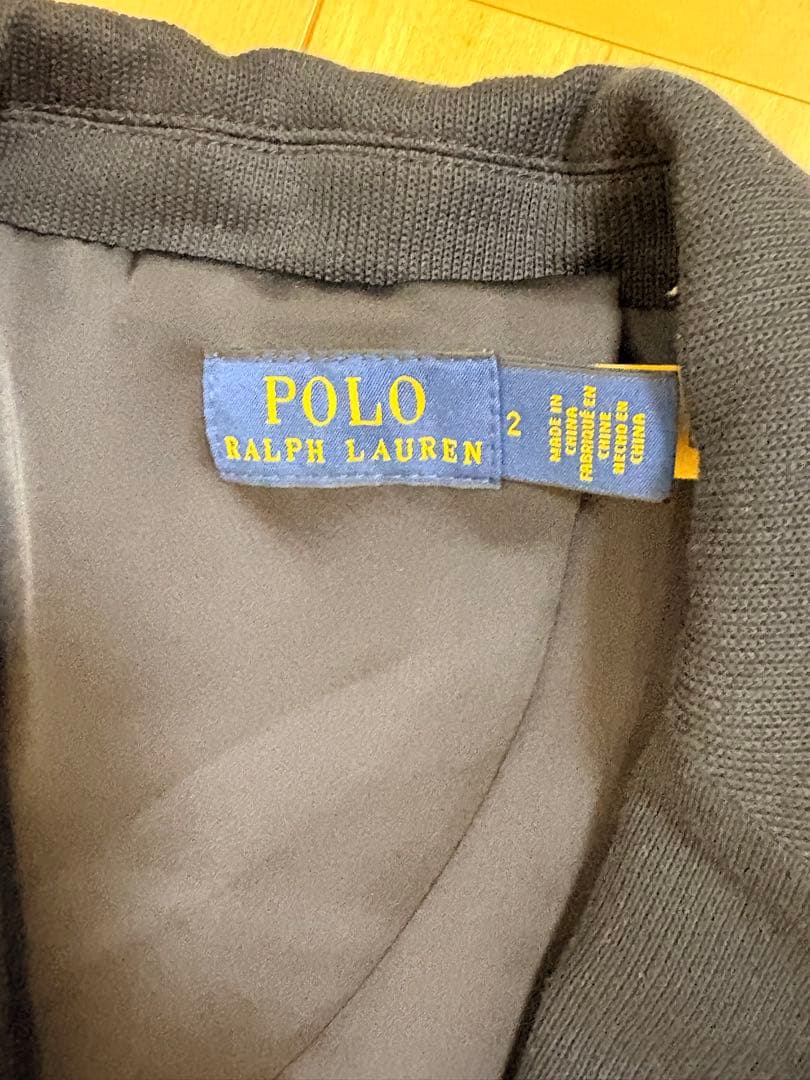 POLO
RALPH LAUREN
2
MADE IN
CHINA
FABRIQUÉ EN
CHINE
HECHO EN
CHINA